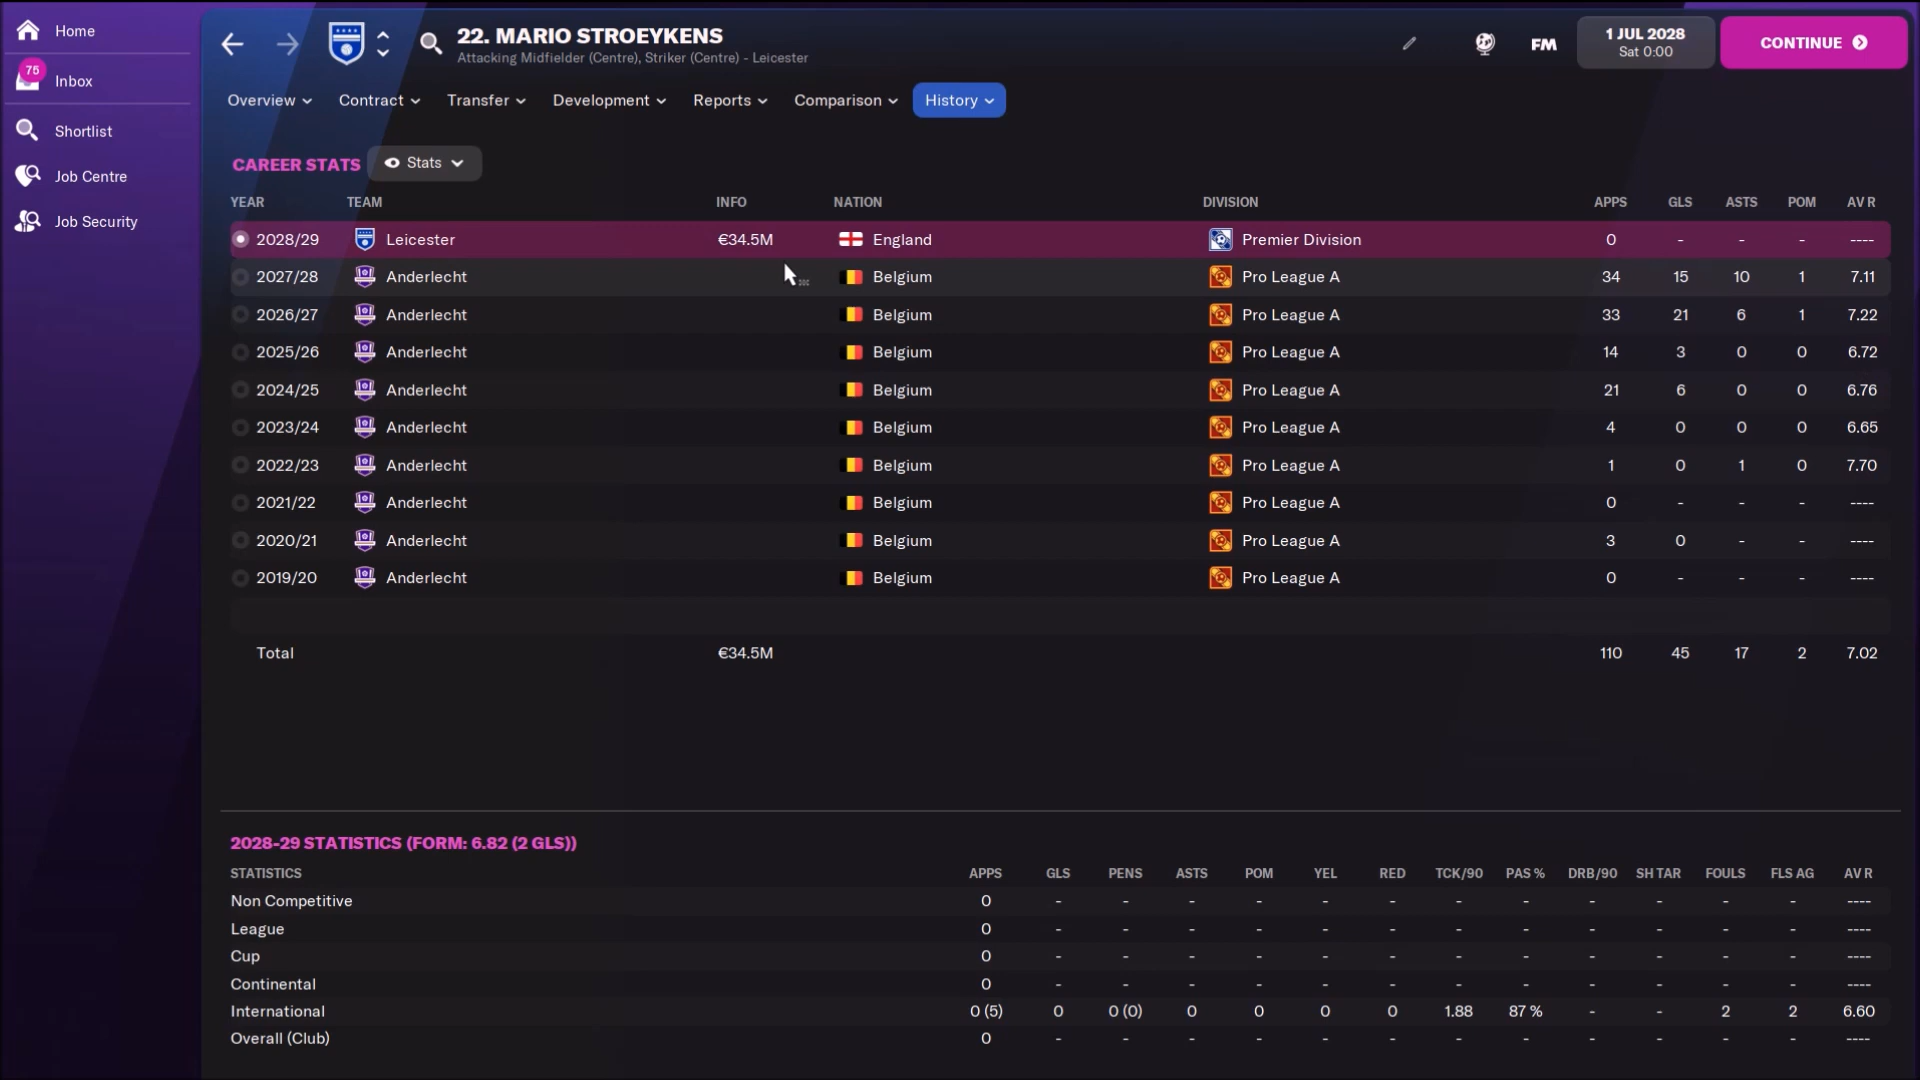 Home
75
Inbox
Shortlist
Job Centre
Job Security
22. MARIO STROEYKENS
Attacking Midfielder (Centre), Striker (Centre) - Leicester
FM
1 JUL 2028
Sat 0:00
CONTINUE
Overview Contract Transfer Development Reports Comparison History
CAREER STATS Stats
YEAR TEAM INFO NATION DIVISION APPS GLS ASTS POM AV R
2028/29 Leicester €34.5M England Premier Division 0 - - - ----
2027/28 Anderlecht Belgium Pro League A 34 15 10 1 7.11
2026/27 Anderlecht Belgium Pro League A 33 21 6 1 7.22
2025/26 Anderlecht Belgium Pro League A 14 3 0 0 6.72
2024/25 Anderlecht Belgium Pro League A 21 6 0 0 6.76
2023/24 Anderlecht Belgium Pro League A 4 0 0 0 6.65
2022/23 Anderlecht Belgium Pro League A 1 0 1 0 7.70
2021/22 Anderlecht Belgium Pro League A 0 - - - ----
2020/21 Anderlecht Belgium Pro League A 3 0 - - ----
2019/20 Anderlecht Belgium Pro League A 0 - - - ----
Total €34.5M 110 45 17 2 7.02
2028-29 STATISTICS (FORM: 6.82 (2 GLS))
STATISTICS APPS GLS PENS ASTS POM YEL RED TCK/90 PAS % DRB/90 SH TAR FOULS FLS AG AV R
Non Competitive 0 - - - - - - - - - - - - ----
League 0 - - - - - - - - - - - - ----
Cup 0 - - - - - - - - - - - - ----
Continental 0 - - - - - - - - - - - - ----
International 0 (5) 0 0 (0) 0 0 0 0 1.88 87 % - - 2 2 6.60
Overall (Club) 0 - - - - - - - - - - - - ----